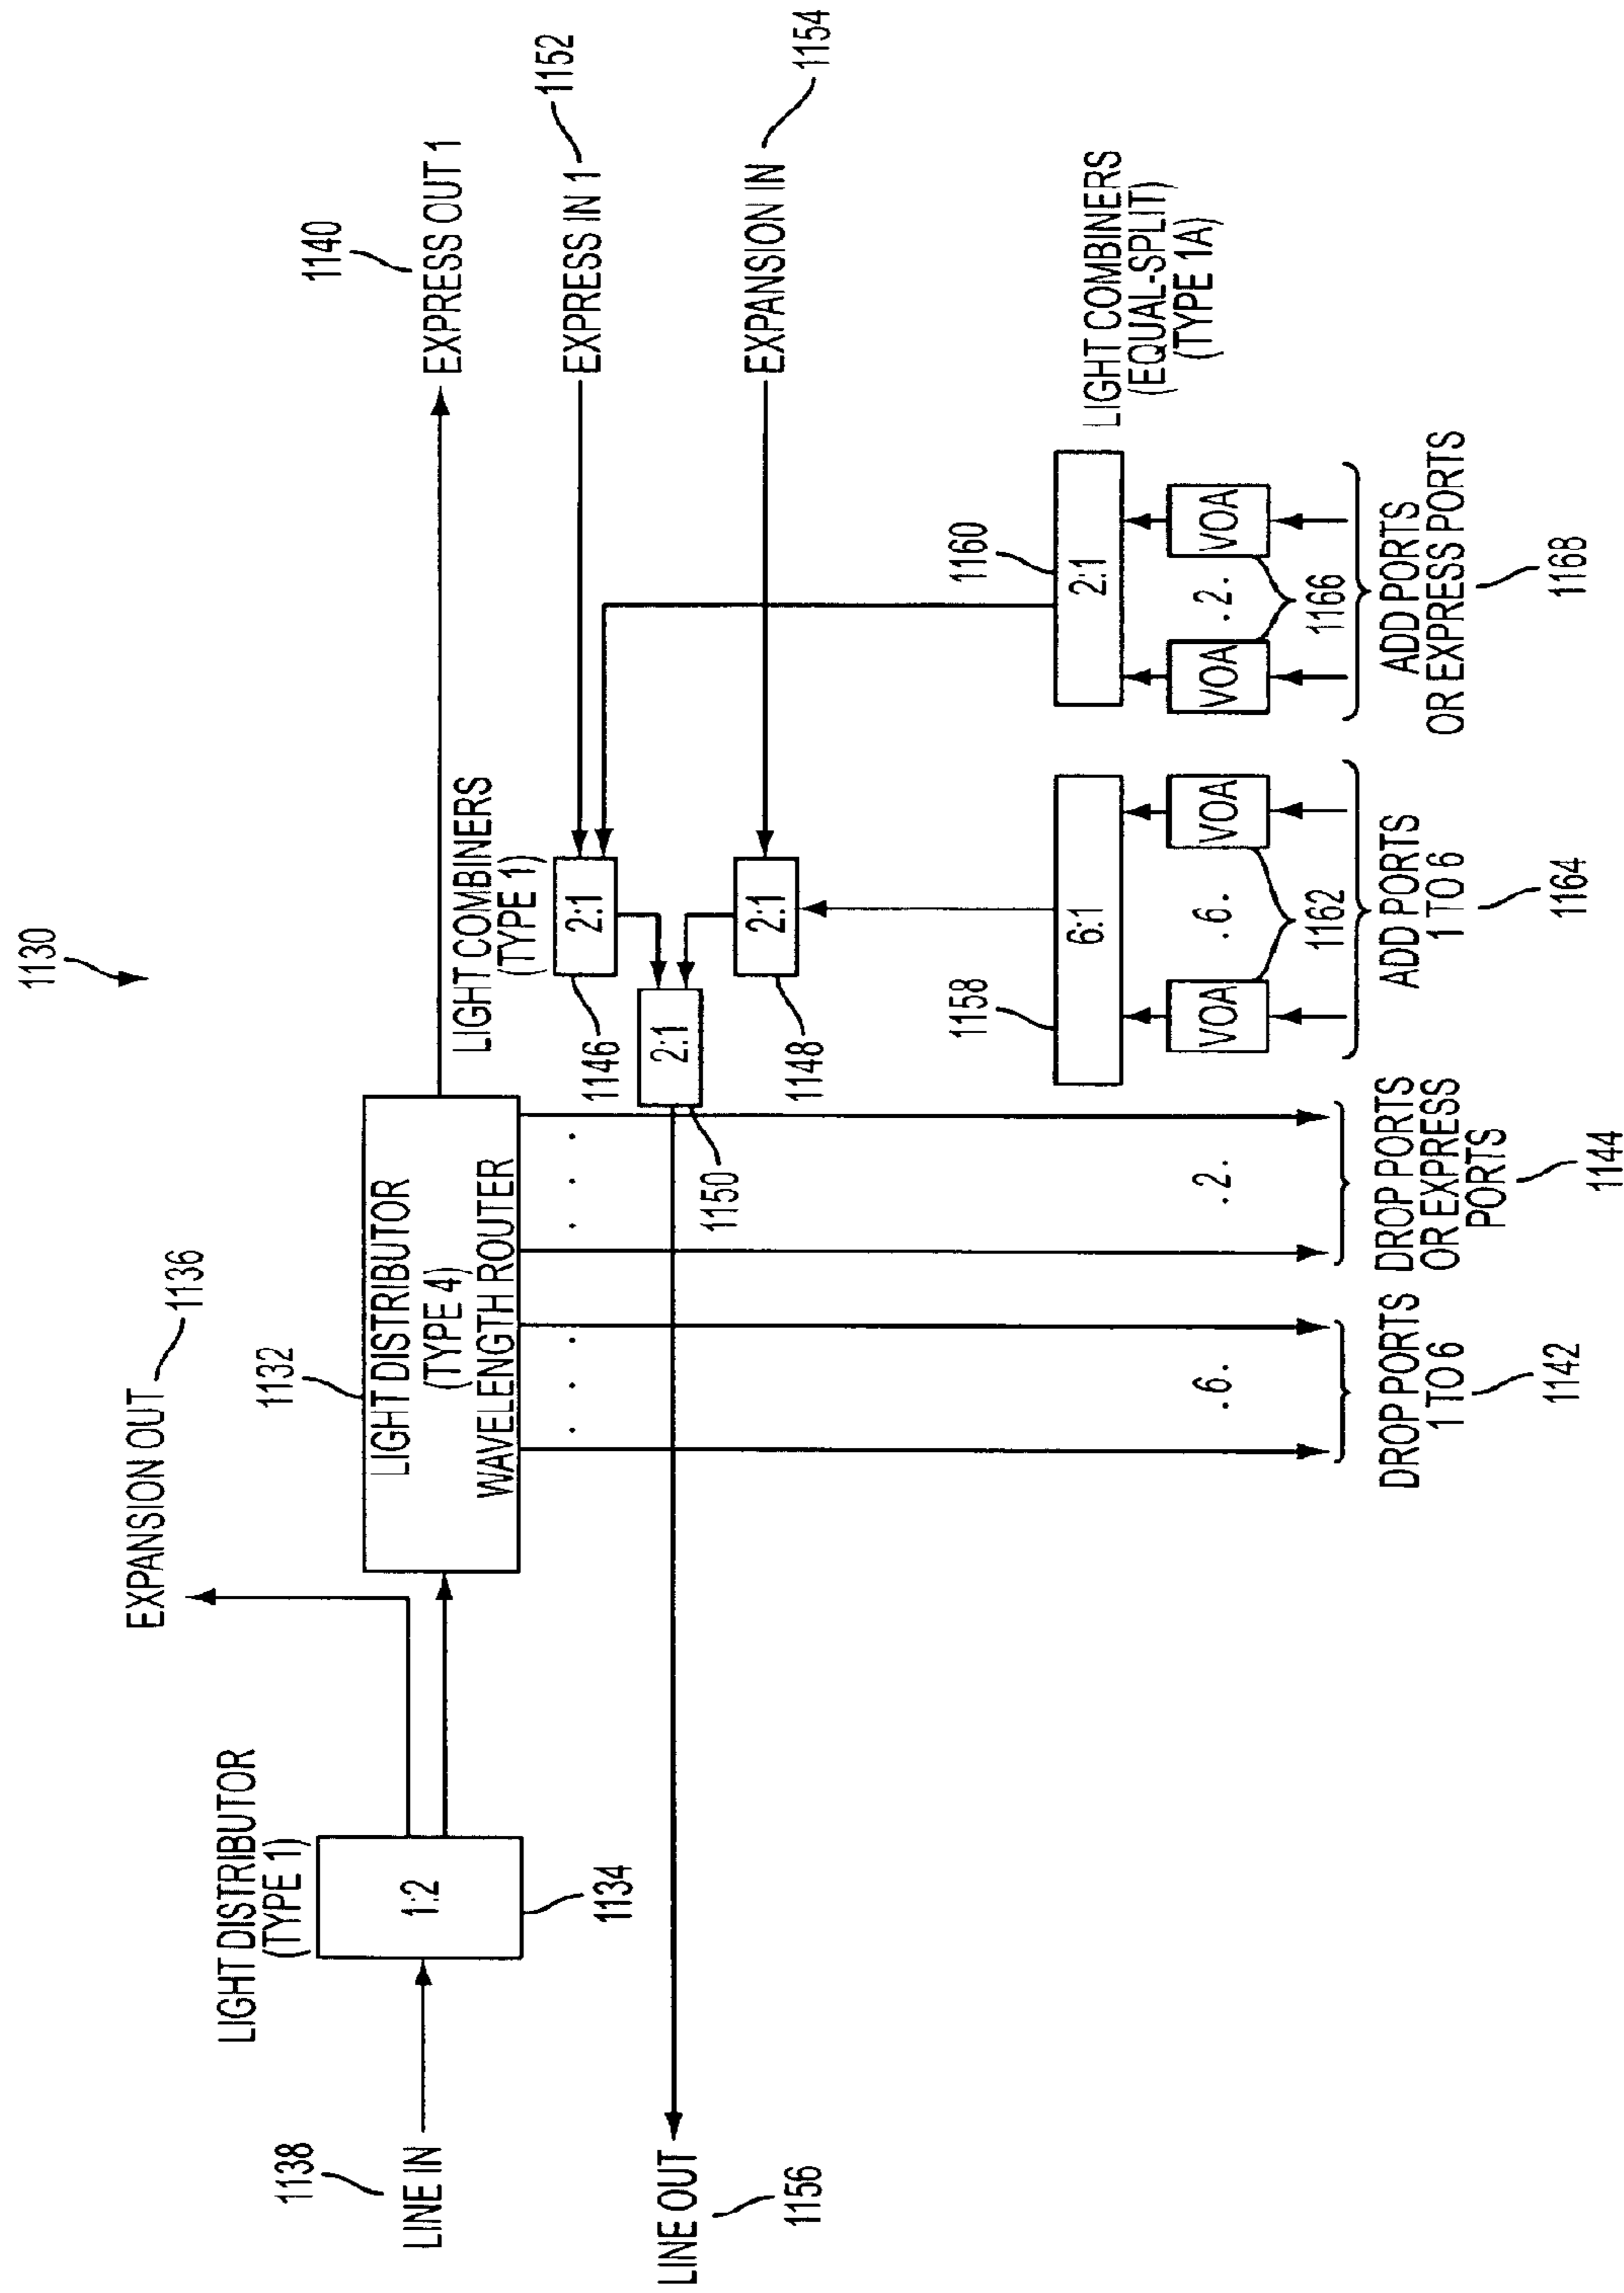 1130
EXPANSION OUT
1136
1140
EXPRESS OUT 1
LIGHT DISTRIBUTOR
(TYPE 1)
1:2
1134
1138
LINE IN
1132
LIGHT DISTRIBUTOR
(TYPE 4)
WAVELENGTH ROUTER
LIGHT COMBINERS
(TYPE 1)
2:1
1146
2:1
1150
2:1
1148
EXPRESS IN 1
1152
EXPANSION IN
1154
LINE OUT
1156
1158
6:1
1160
2:1
LIGHT COMBINERS
(EQUAL-SPLIT)
(TYPE 1A)
.6.
.2.
VOA
.6.
VOA
1162
VOA
.2.
VOA
1166
DROP PORTS
1 TO 6
1142
DROP PORTS
OR EXPRESS
PORTS
1144
ADD PORTS
1 TO 6
1164
ADD PORTS
OR EXPRESS PORTS
1168